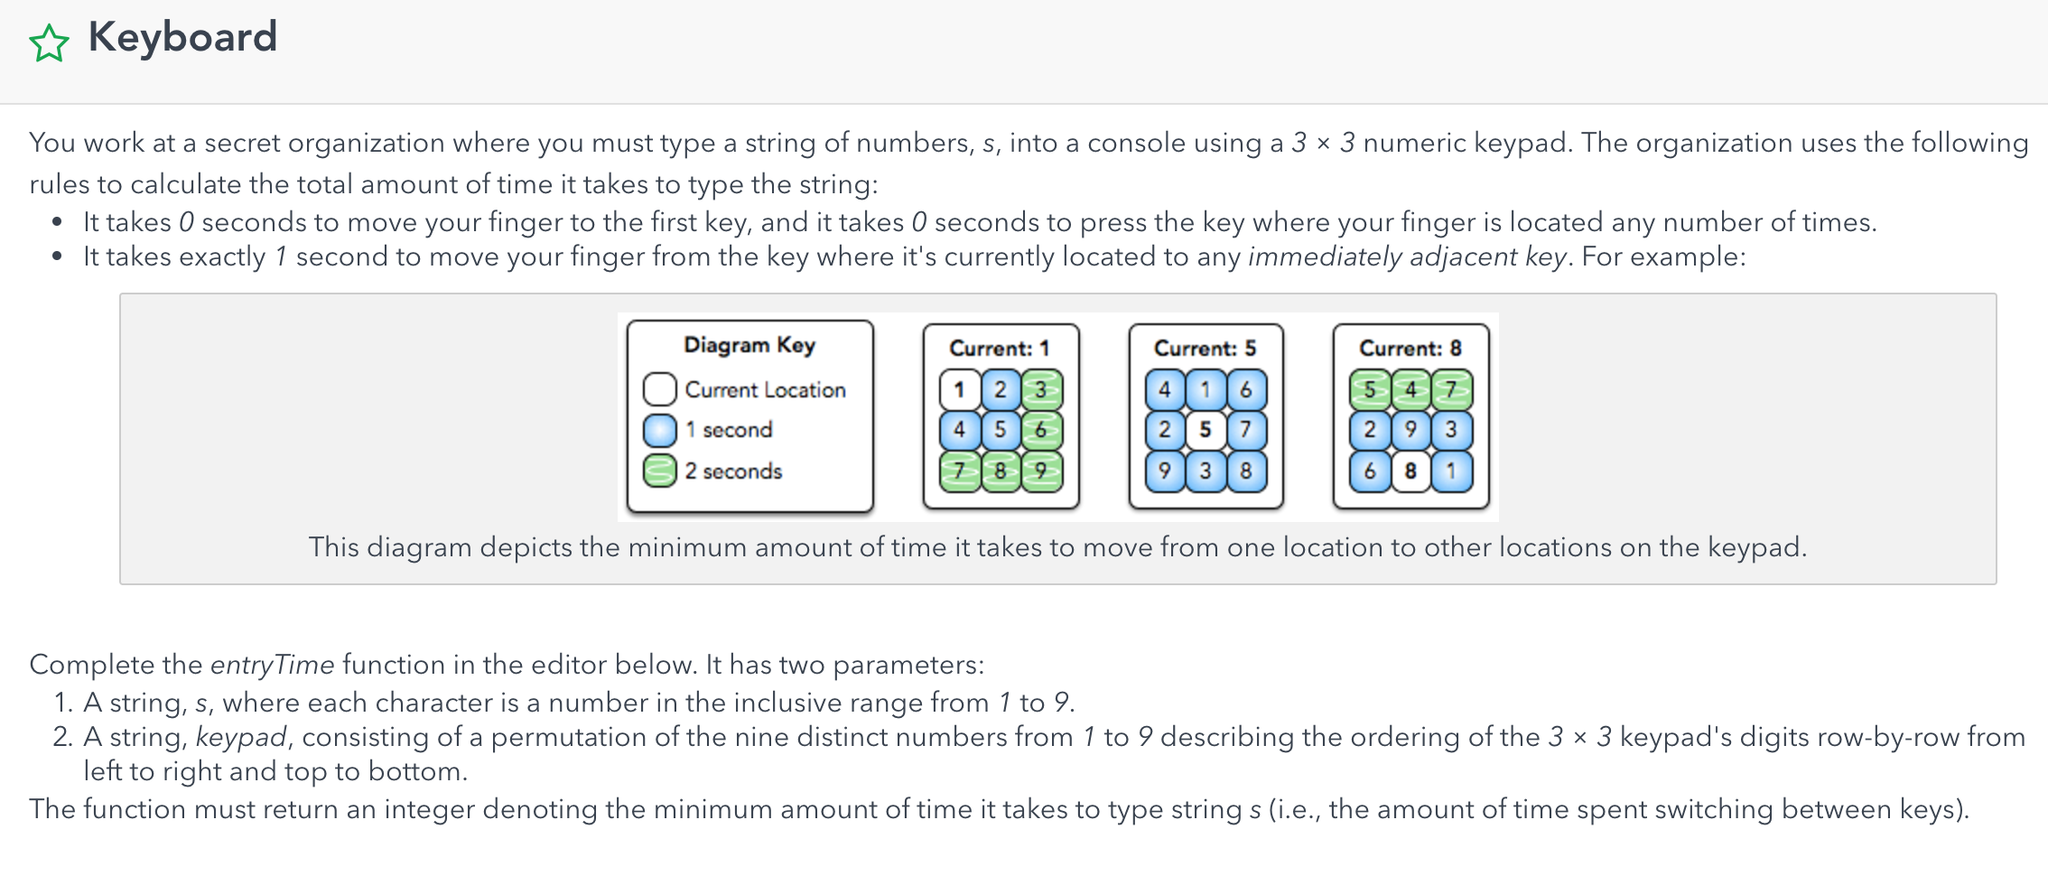 Keyboard
You work at a secret organization where you must type a string of numbers, s, into a console using a 3 × 3 numeric keypad. The organization uses the following
rules to calculate the total amount of time it takes to type the string:
• It takes 0 seconds to move your finger to the first key, and it takes 0 seconds to press the key where your finger is located any number of times.
• It takes exactly 1 second to move your finger from the key where it's currently located to any immediately adjacent key. For example:
Diagram Key
Current Location
1 second
2 seconds
Current: 1
1 2 3
4 5 6
7 8 9
Current: 5
4 1 6
2 5 7
9 3 8
Current: 8
5 4 7
2 9 3
6 8 1
This diagram depicts the minimum amount of time it takes to move from one location to other locations on the keypad.
Complete the entryTime function in the editor below. It has two parameters:
1. A string, s, where each character is a number in the inclusive range from 1 to 9.
2. A string, keypad, consisting of a permutation of the nine distinct numbers from 1 to 9 describing the ordering of the 3 × 3 keypad's digits row-by-row from
left to right and top to bottom.
The function must return an integer denoting the minimum amount of time it takes to type string s (i.e., the amount of time spent switching between keys).